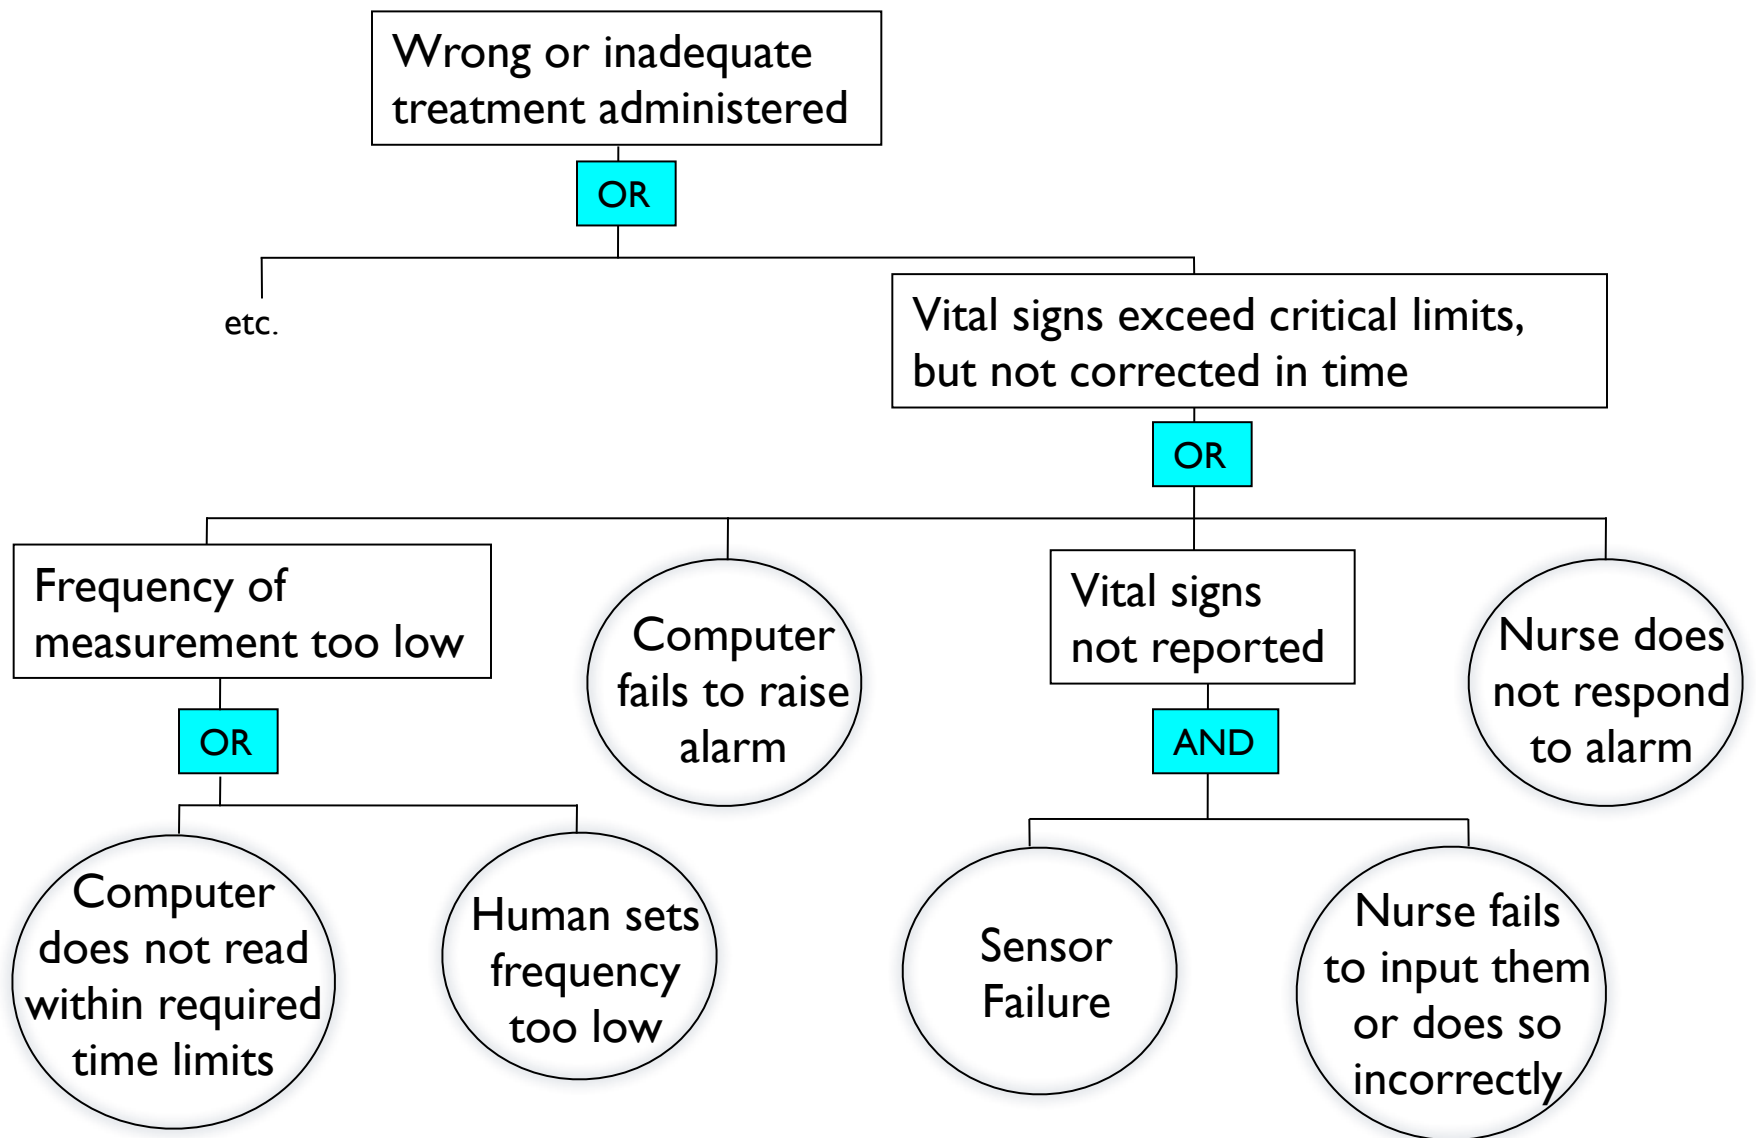 Wrong or inadequate
treatment administered
OR
etc.
Vital signs exceed critical limits,
but not corrected in time
OR
Frequency of
measurement too low
Computer
fails to raise
alarm
Vital signs
not reported
Nurse does
not respond
to alarm
OR
AND
Computer
does not read
within required
time limits
Human sets
frequency
too low
Sensor
Failure
Nurse fails
to input them
or does so
incorrectly